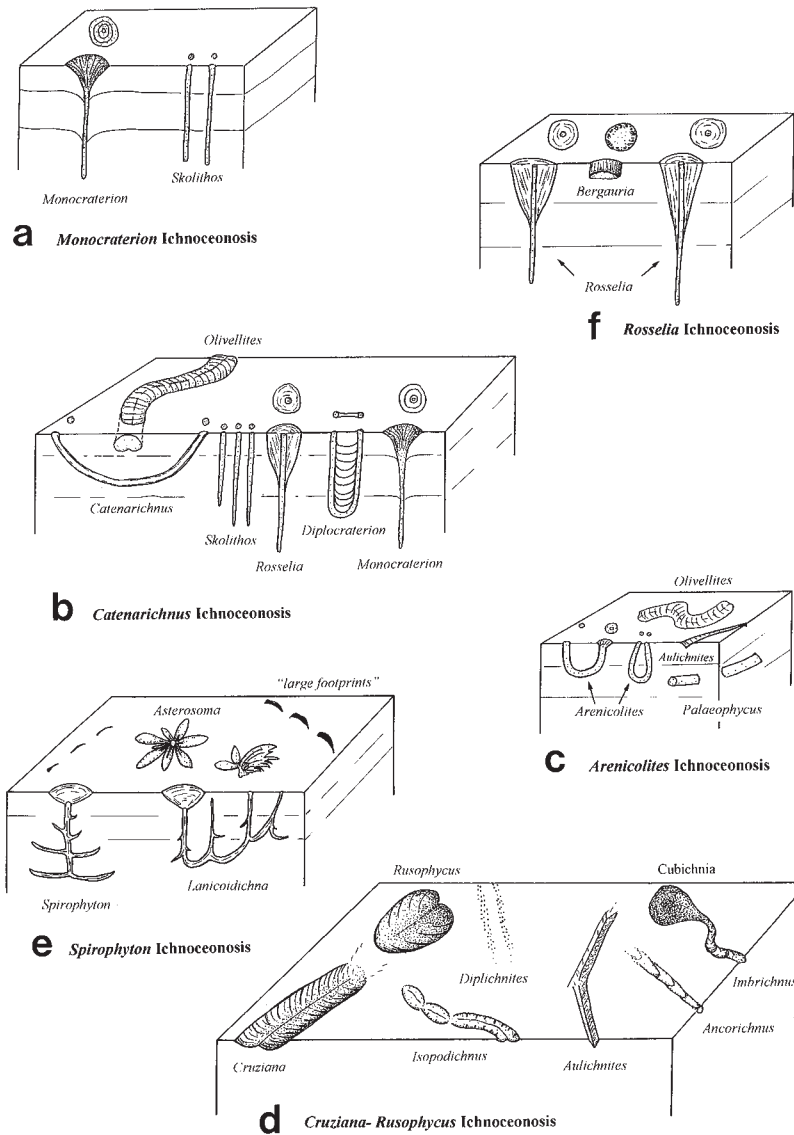 Monocraterion
Skolithos
a Monocraterion Ichnoceonosis
Bergauria
Rosselia
f Rosselia Ichnoceonosis
Olivellites
Catenarichnus
Skolithos
Rosselia
Diplocraterion
Monocraterion
b Catenarichnus Ichnoceonosis
Olivellites
Aulichnites
Arenicolites
Palaeophycus
c Arenicolites Ichnoceonosis
"large footprints"
Asterosoma
Spirophyton
Lanicoidichna
e Spirophyton Ichnoceonosis
Rusophycus
Cubichnia
Diplichnites
Imbrichnus
Ancorichnus
Cruziana
Isopodichnus
Aulichnites
d Cruziana- Rusophycus Ichnoceonosis